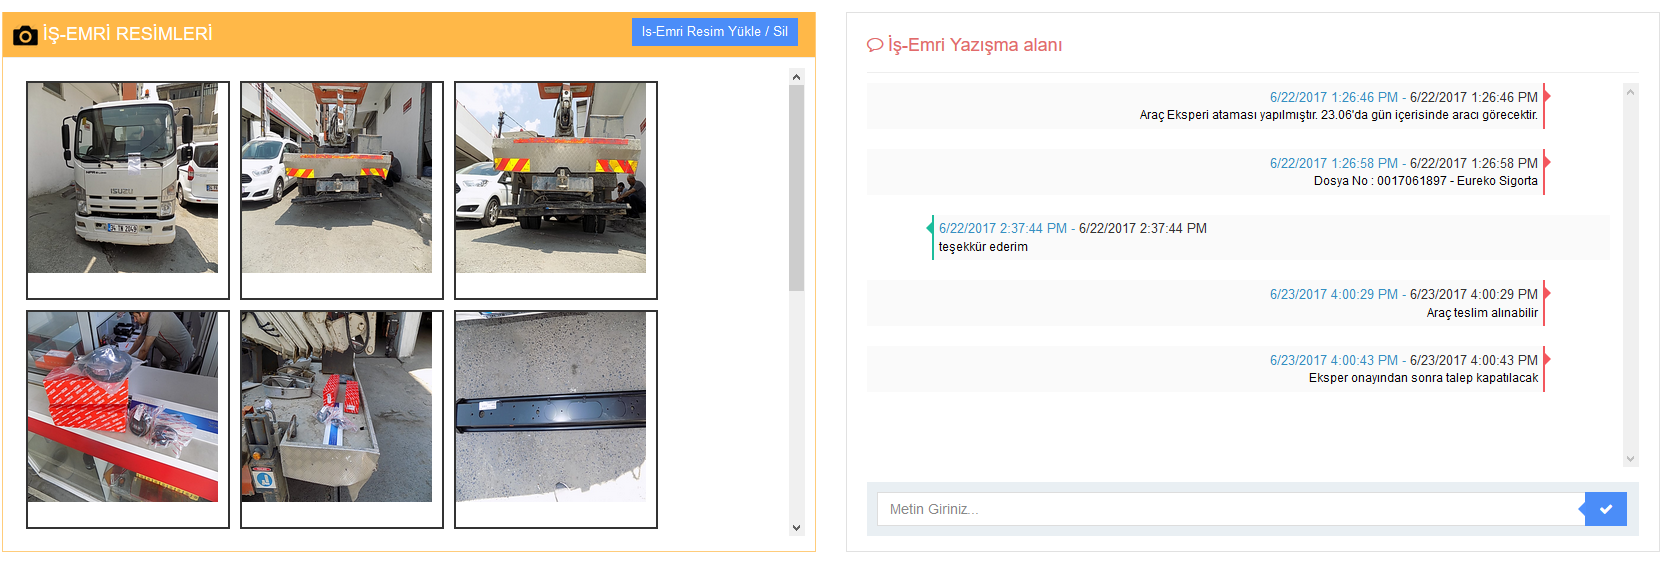 İŞ-EMRİ RESİMLERİ
Is-Emri Resim Yükle / Sil
ISUZU
34 TN 2049
İş-Emri Yazışma alanı
6/22/2017 1:26:46 PM - 6/22/2017 1:26:46 PM
Araç Eksperi ataması yapılmıştır. 23.06'da gün içerisinde aracı görecektir.
6/22/2017 1:26:58 PM - 6/22/2017 1:26:58 PM
Dosya No : 0017061897 - Eureko Sigorta
6/22/2017 2:37:44 PM - 6/22/2017 2:37:44 PM
teşekkür ederim
6/23/2017 4:00:29 PM - 6/23/2017 4:00:29 PM
Araç teslim alınabilir
6/23/2017 4:00:43 PM - 6/23/2017 4:00:43 PM
Eksper onayından sonra talep kapatılacak
Metin Giriniz...